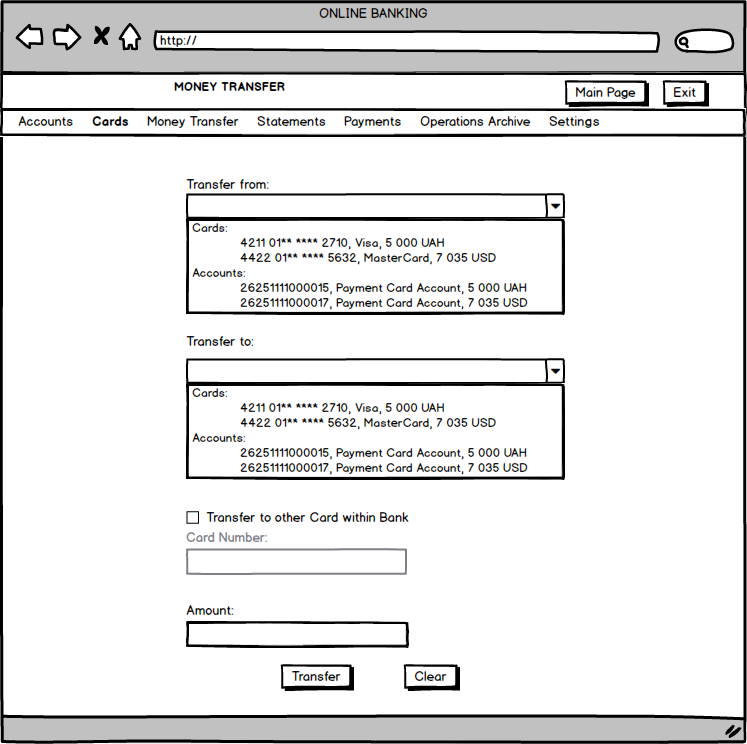 ONLINE BANKING
http://
MONEY TRANSFER
Main Page Exit
Accounts Cards Money Transfer Statements Payments Operations Archive Settings
Transfer from:
Cards:
4211 01** **** 2710, Visa, 5 000 UAH
4422 01** **** 5632, MasterCard, 7 035 USD
Accounts:
26251111000015, Payment Card Account, 5 000 UAH
26251111000017, Payment Card Account, 7 035 USD
Transfer to:
Cards:
4211 01** **** 2710, Visa, 5 000 UAH
4422 01** **** 5632, MasterCard, 7 035 USD
Accounts:
26251111000015, Payment Card Account, 5 000 UAH
26251111000017, Payment Card Account, 7 035 USD
Transfer to other Card within Bank
Card Number:
Amount:
Transfer Clear